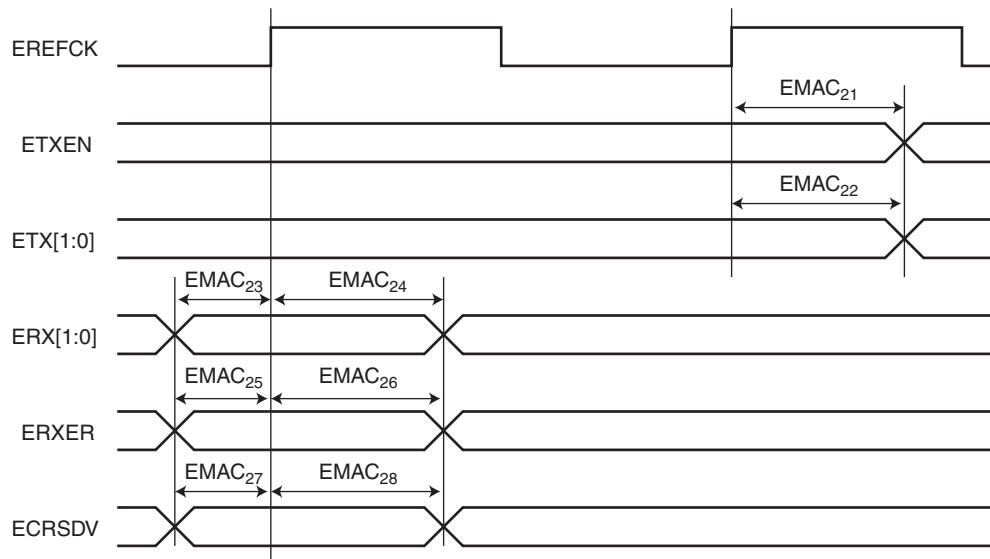 EREFCK
EMAC21
ETXEN
EMAC22
ETX[1:0]
EMAC23 EMAC24
ERX[1:0]
EMAC25 EMAC26
ERXER
EMAC27 EMAC28
ECRSDV